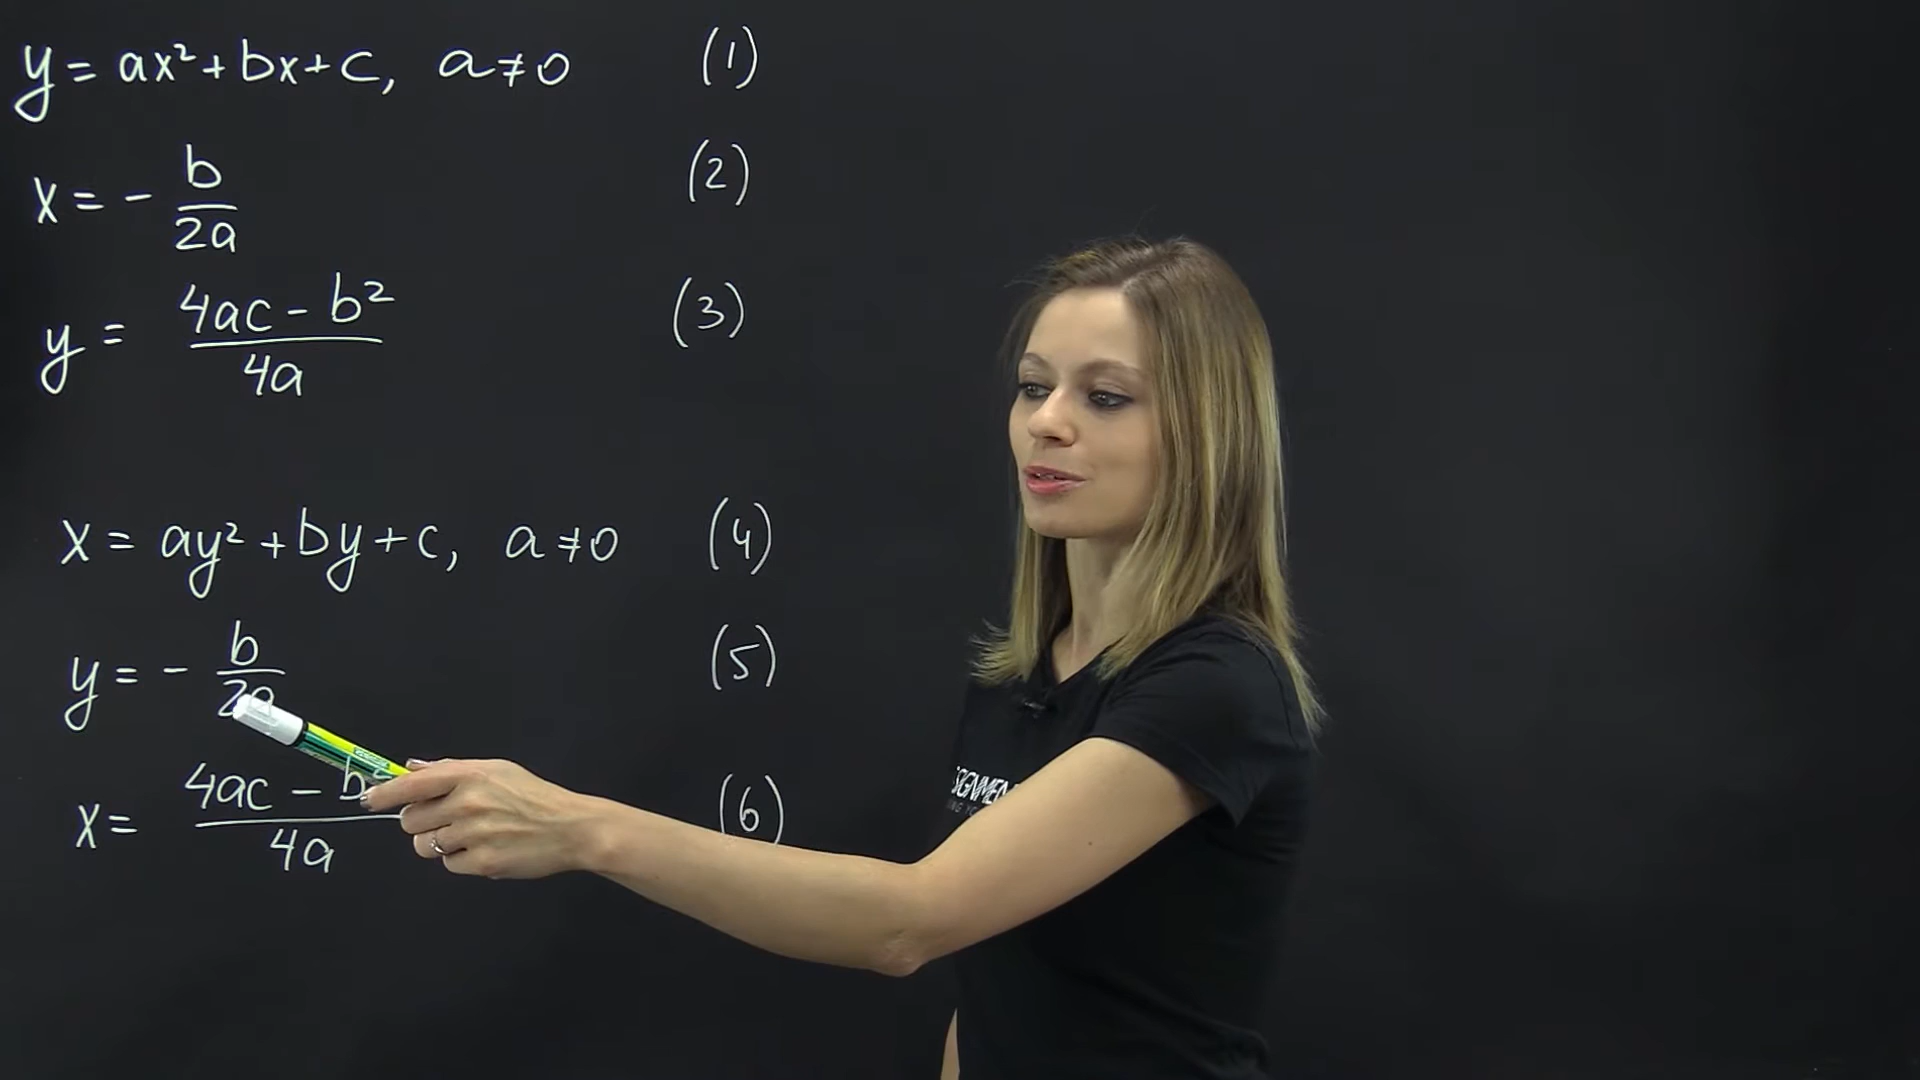 y = ax² + bx + c, a ≠ 0 (1)
x = - b/2a (2)
y = 4ac - b²/4a (3)
x = ay² + by + c, a ≠ 0 (4)
y = - b/2a (5)
x = 4ac - b²/4a (6)